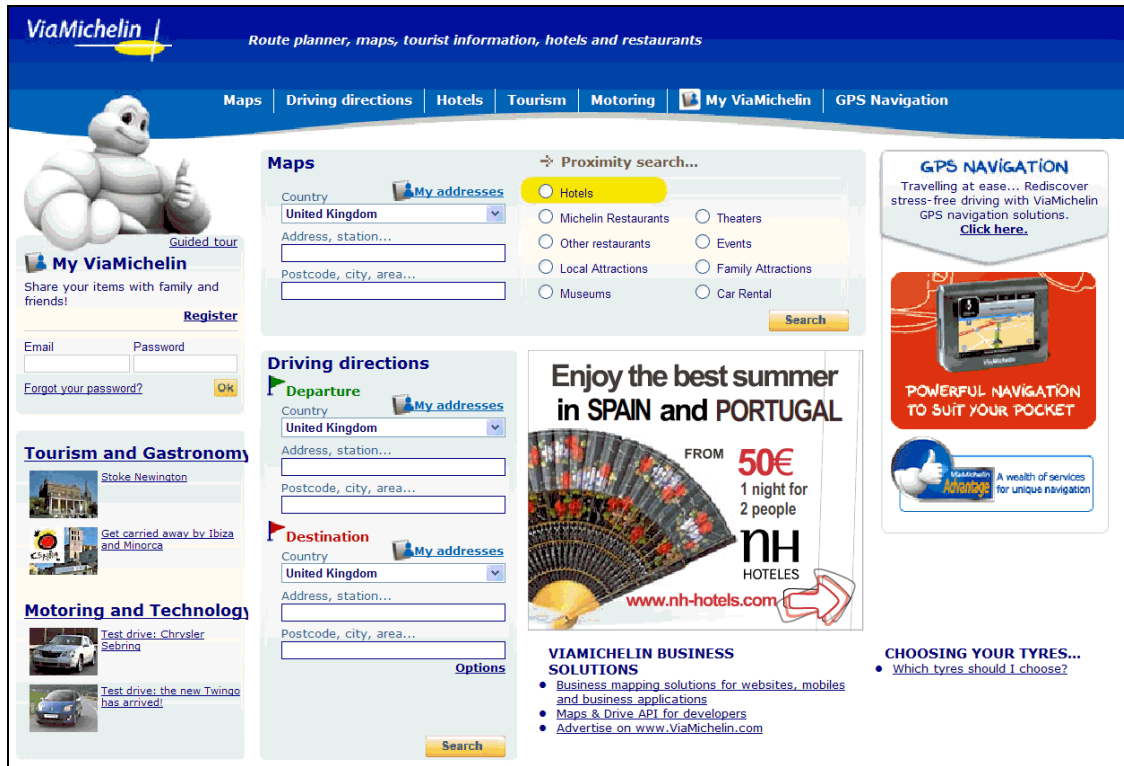 ViaMichelin
Route planner, maps, tourist information, hotels and restaurants
Maps
Driving directions
Hotels
Tourism
Motoring
My ViaMichelin
GPS Navigation
Guided tour
My ViaMichelin
Share your items with family and
friends!
Register
Email
Password
Forgot your password?
Ok
Tourism and Gastronomy
Stoke Newington
Get carried away by Ibiza
and Minorca
Motoring and Technology
Test drive: Chrysler
Sebring
Test drive: the new Twingo
has arrived!
Maps
Country
My addresses
United Kingdom
Address, station...
Postcode, city, area...
Proximity search...
Hotels
Michelin Restaurants
Theaters
Other restaurants
Events
Local Attractions
Family Attractions
Museums
Car Rental
Search
Driving directions
Departure
Country
My addresses
United Kingdom
Address, station...
Postcode, city, area...
Destination
Country
My addresses
United Kingdom
Address, station...
Postcode, city, area...
Options
Search
Enjoy the best summer
in SPAIN and PORTUGAL
FROM 50€
1 night for
2 people
nH
HOTELES
www.nh-hotels.com
VIAMICHELIN BUSINESS
SOLUTIONS
Business mapping solutions for websites, mobiles
and business applications
Maps & Drive API for developers
Advertise on www.ViaMichelin.com
GPS NAVIGATION
Travelling at ease... Rediscover
stress-free driving with ViaMichelin
GPS navigation solutions.
Click here.
ViaMichelin
POWERFUL NAVIGATION
TO SUIT YOUR POCKET
ViaMichelin
Advantage
A wealth of services
for unique navigation
CHOOSING YOUR TYRES...
Which tyres should I choose?